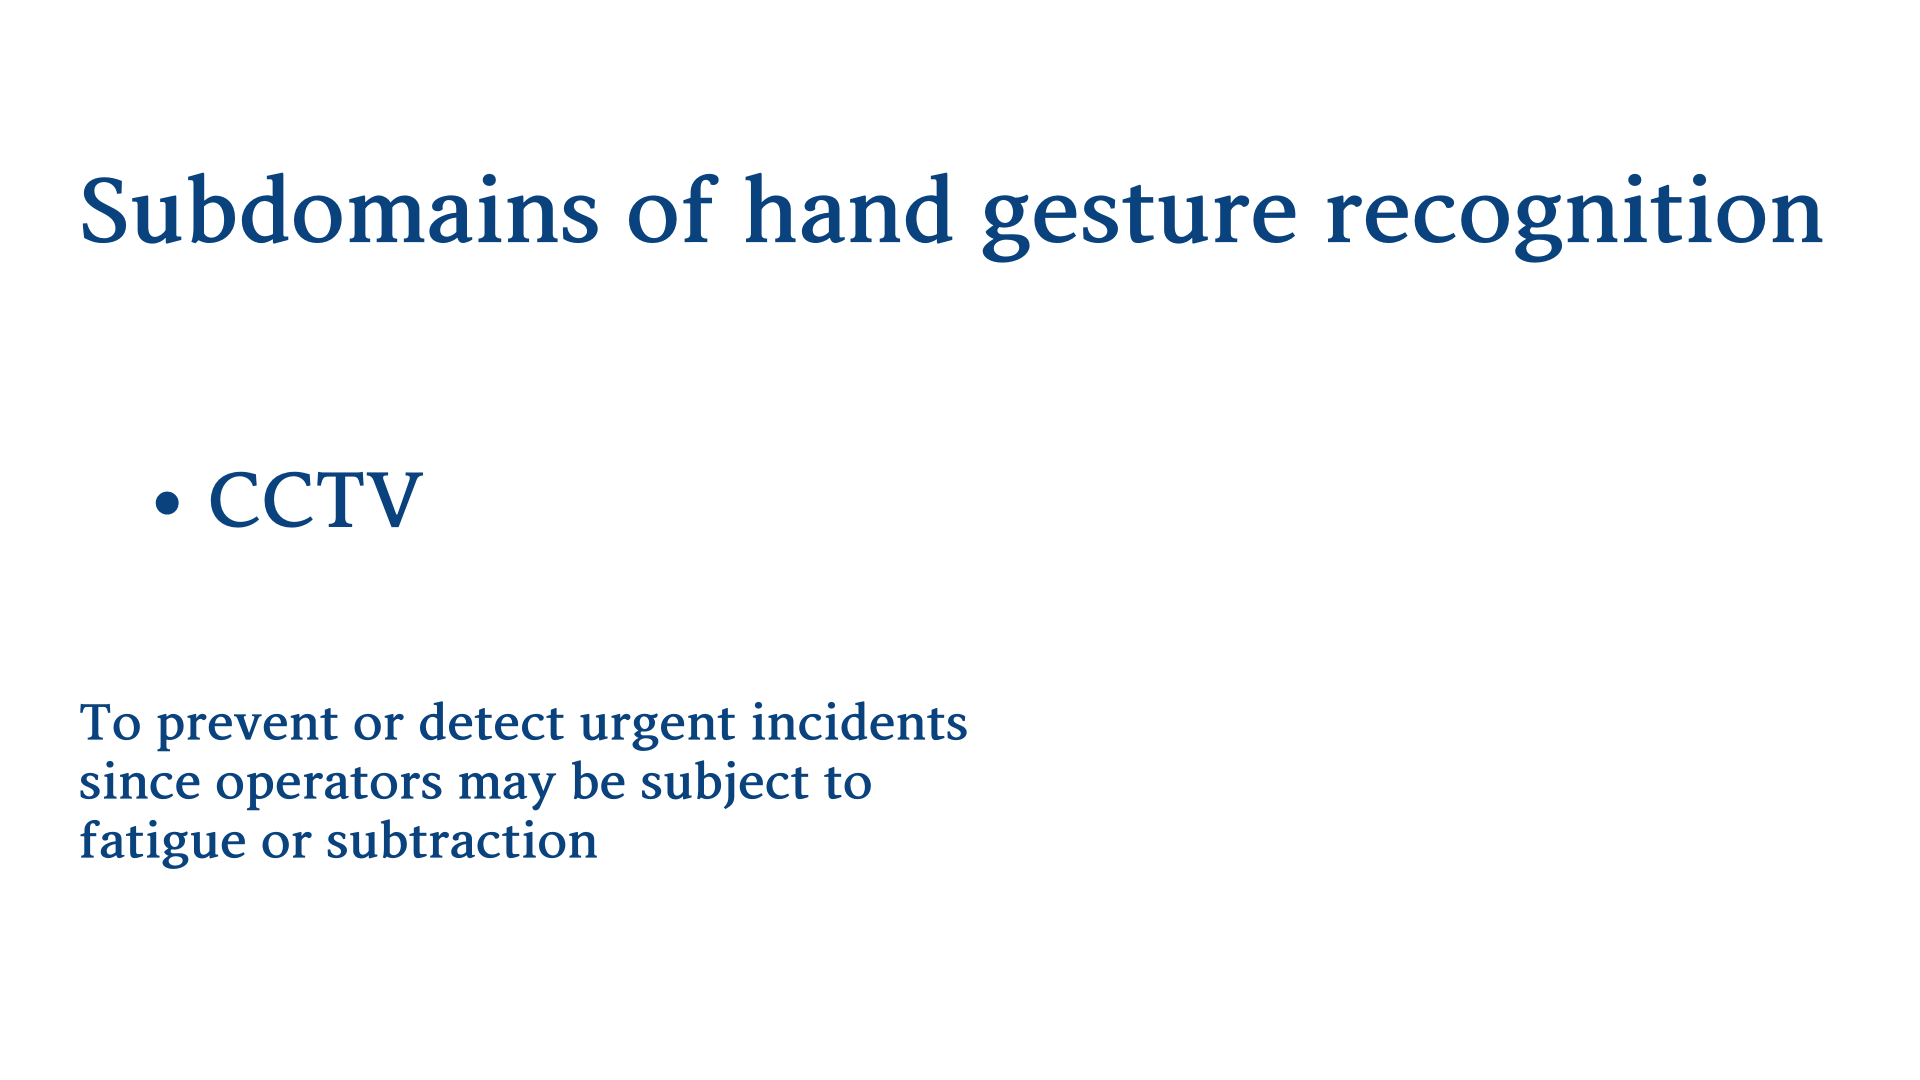 Subdomains of hand gesture recognition
• CCTV
To prevent or detect urgent incidents
since operators may be subject to
fatigue or subtraction